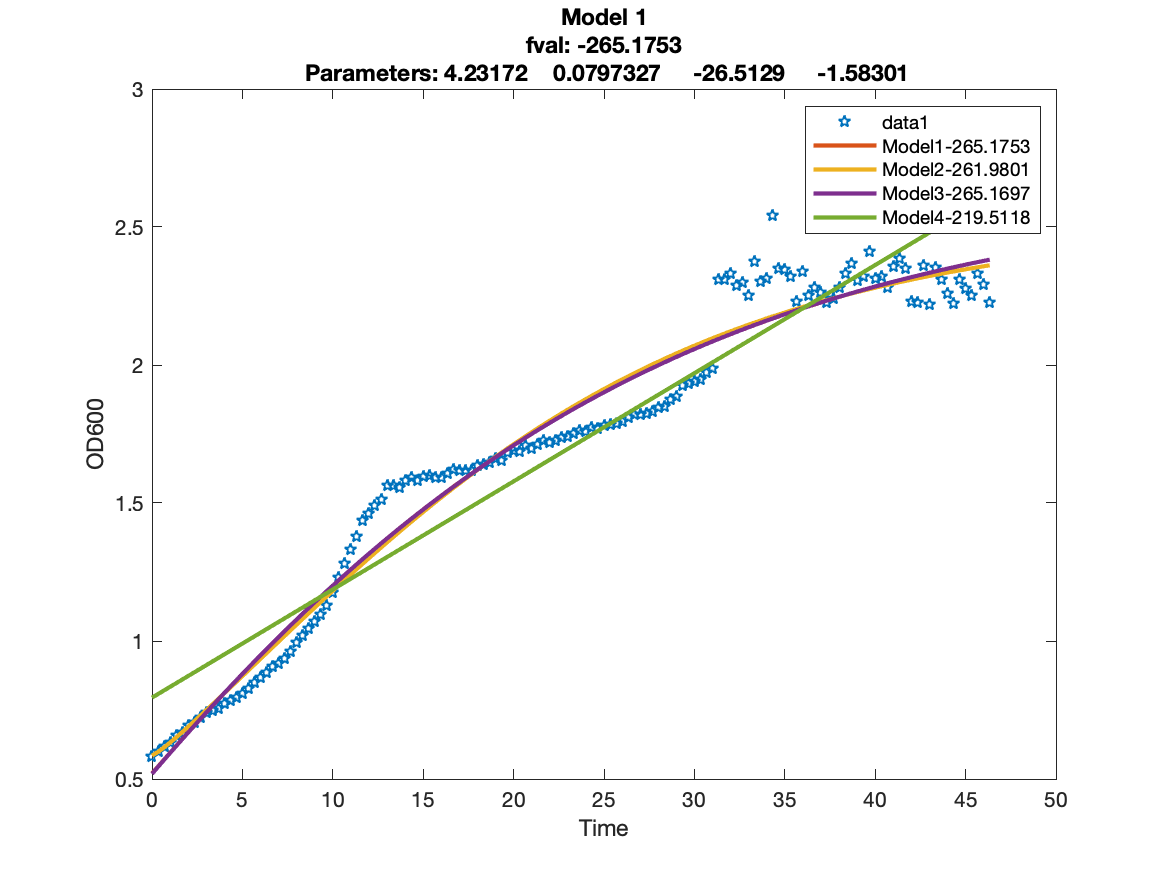 Model 1
fval: -265.1753
Parameters: 4.23172 0.0797327 -26.5129 -1.58301
3
2.5
2
1.5
1
0.5
OD600
data1
Model1-265.1753
Model2-261.9801
Model3-265.1697
Model4-219.5118
0 5 10 15 20 25 30 35 40 45 50
Time